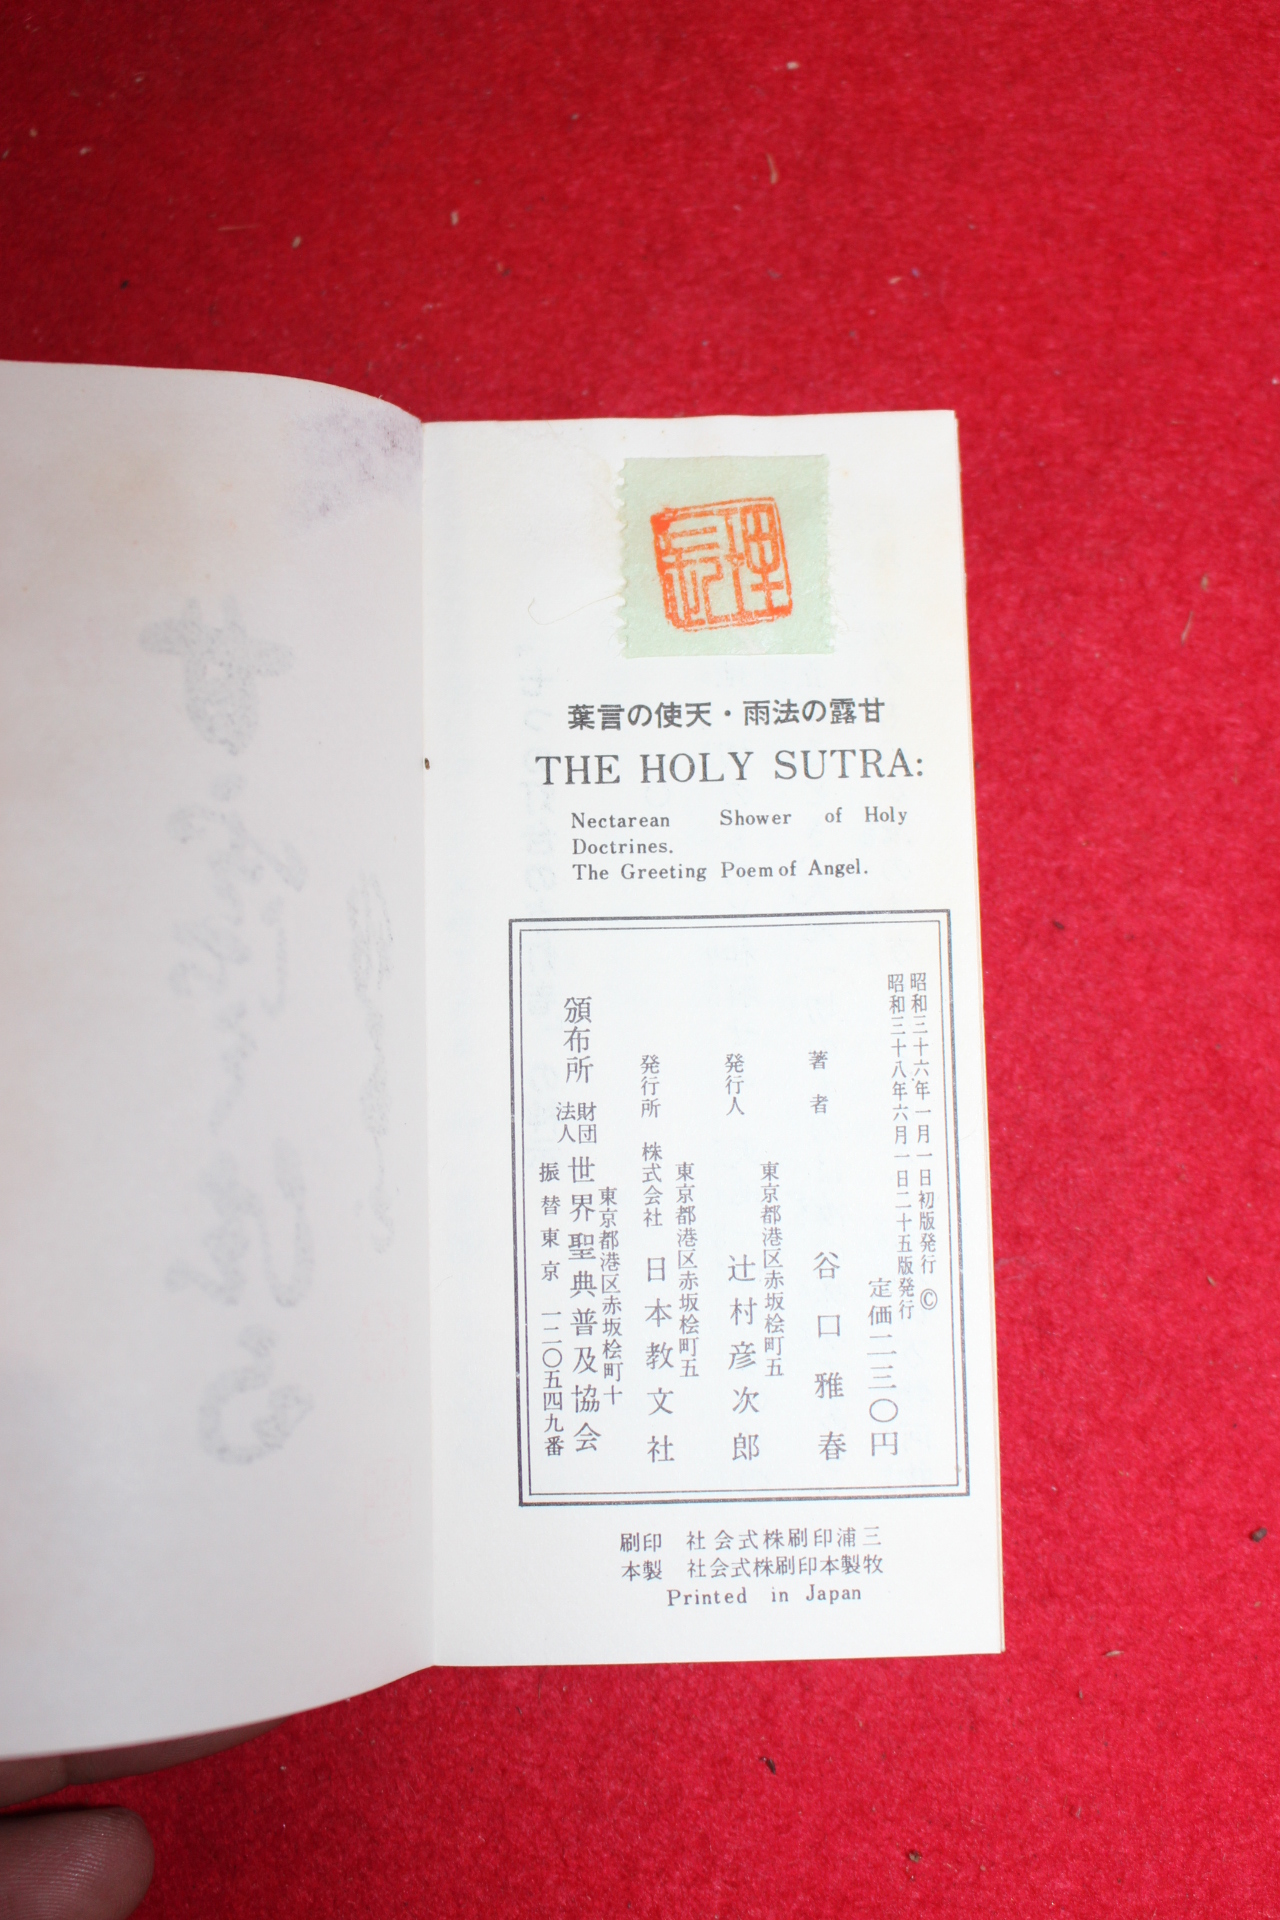 甘露の法雨・天使の言葉
THE HOLY SUTRA:
Nectarean Shower of Holy
Doctrines.
The Greeting Poem of Angel.
昭和三十六年一月一日初版発行 ©
昭和三十八年六月一日二十五版発行
定価二三〇円
著者 谷口雅春
東京都港区赤坂桧町五
発行人 辻村彦次郎
東京都港区赤坂桧町五
発行所 株式会社 日本教文社
東京都港区赤坂桧町十
頒布所 財団法人 世界聖典普及協会
振替東京 一二〇五四九番
三浦印刷株式会社 印刷
牧製本印刷株式会社 製本
Printed in Japan